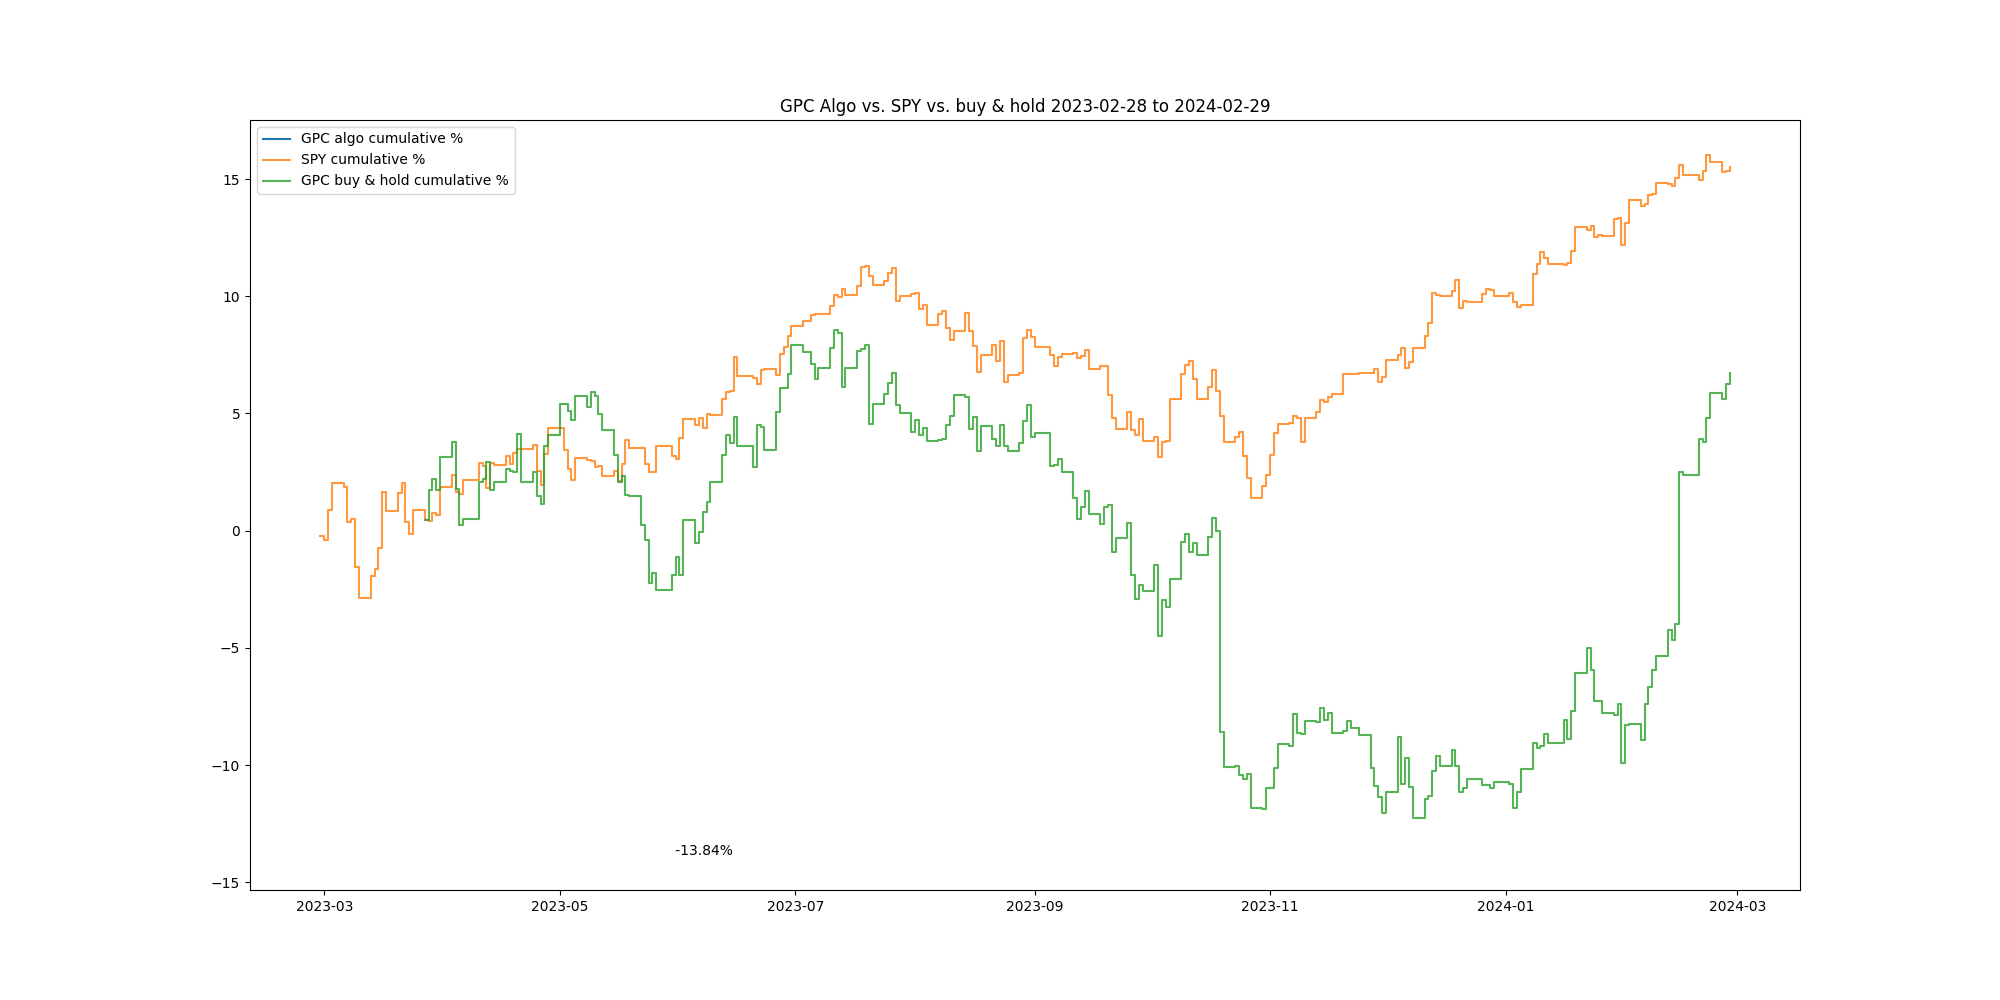 GPC Algo vs. SPY vs. buy & hold 2023-02-28 to 2024-02-29
GPC algo cumulative %
SPY cumulative %
GPC buy & hold cumulative %
15
10
5
0
−5
−10
−15
-13.84%
2023-03 2023-05 2023-07 2023-09 2023-11 2024-01 2024-03